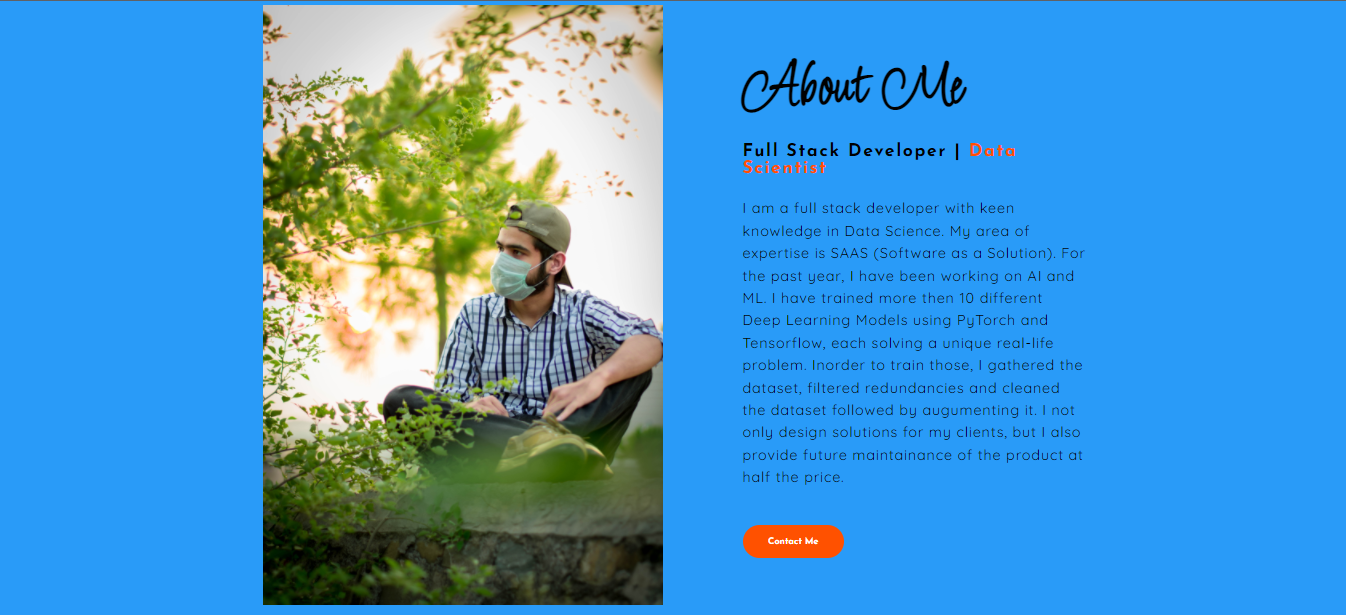 About Me
Full Stack Developer | Data
Scientist
I am a full stack developer with keen
knowledge in Data Science. My area of
expertise is SAAS (Software as a Solution). For
the past year, I have been working on AI and
ML. I have trained more then 10 different
Deep Learning Models using PyTorch and
Tensorflow, each solving a unique real-life
problem. Inorder to train those, I gathered the
dataset, filtered redundancies and cleaned
the dataset followed by augumenting it. I not
only design solutions for my clients, but I also
provide future maintainance of the product at
half the price.
Contact Me